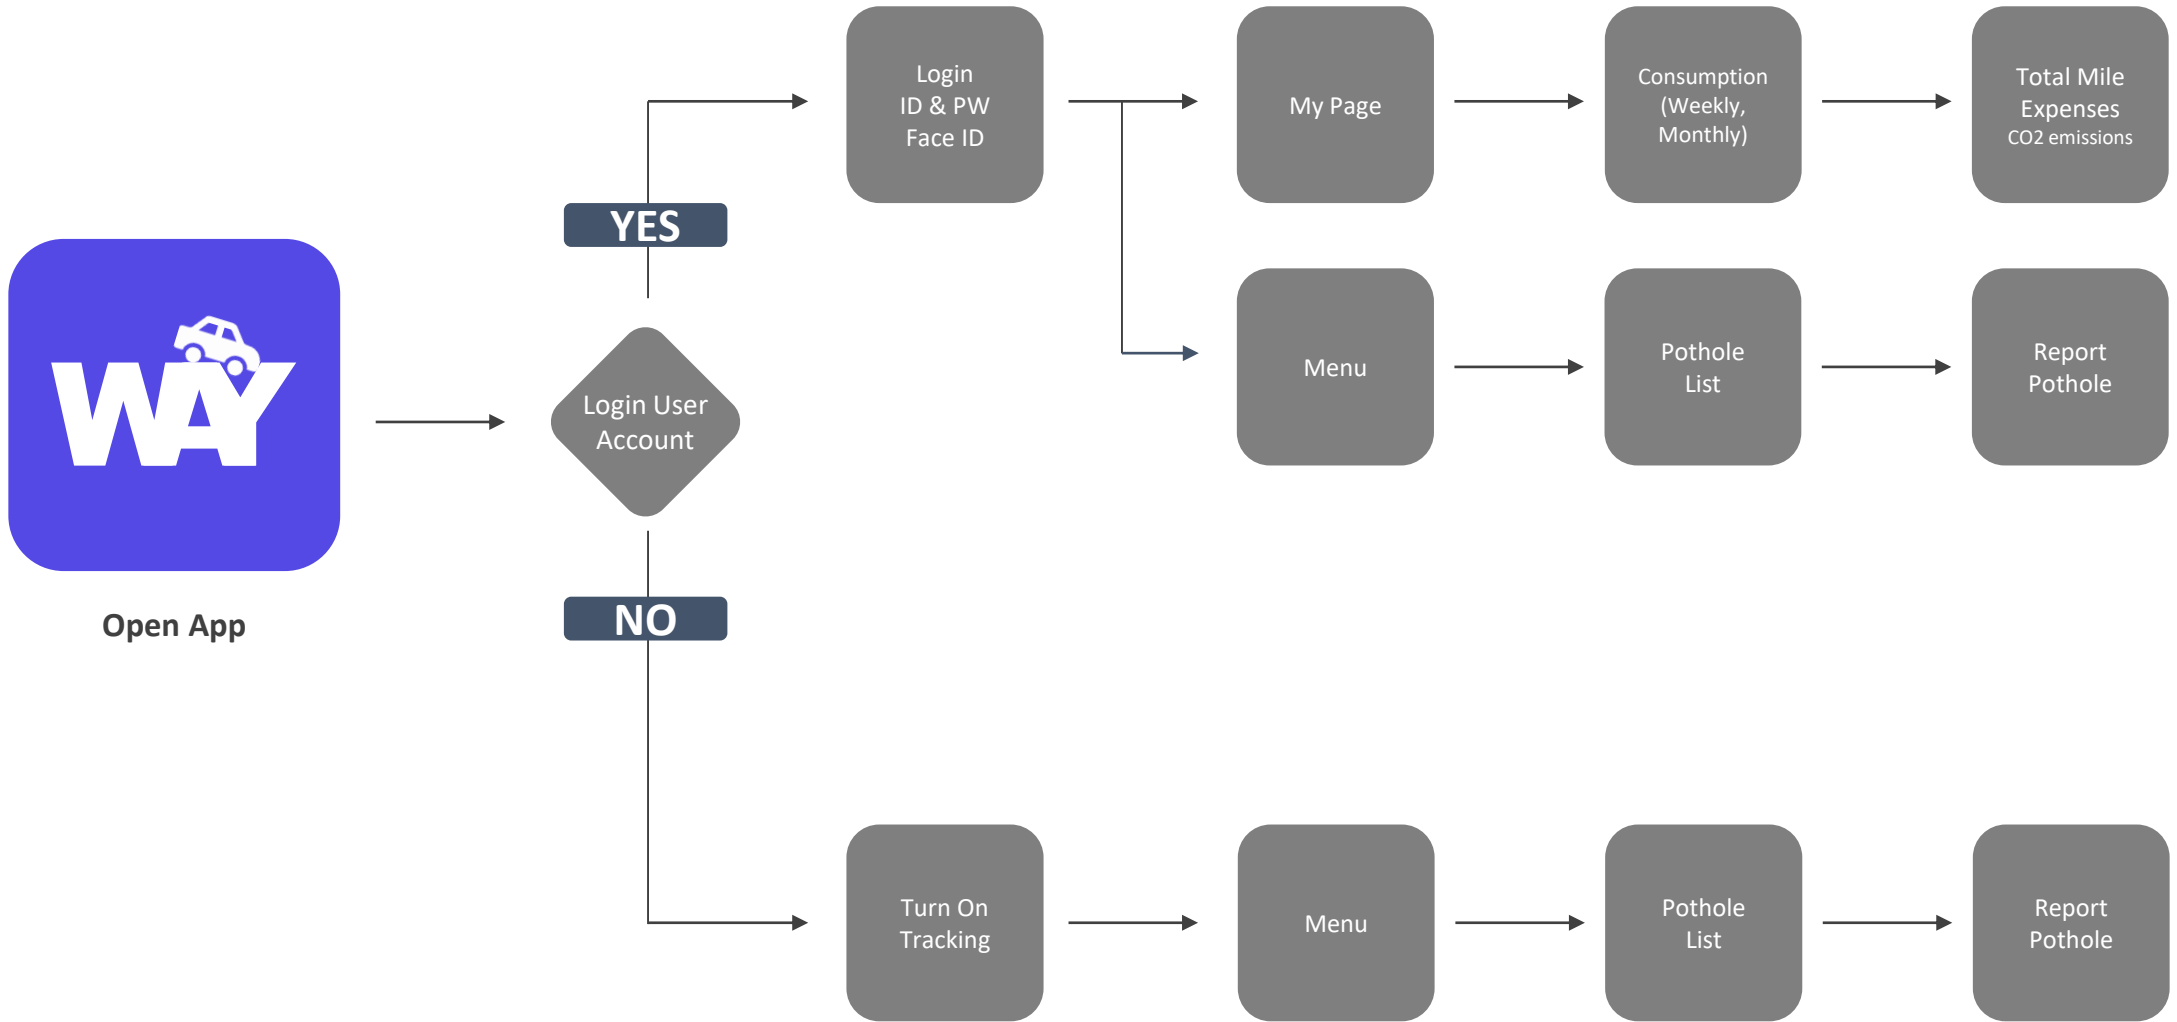 WAY
Open App
Login User
Account
YES
NO
Login
ID & PW
Face ID
My Page
Consumption
(Weekly,
Monthly)
Total Mile
Expenses
CO2 emissions
Menu
Pothole
List
Report
Pothole
Turn On
Tracking
Menu
Pothole
List
Report
Pothole